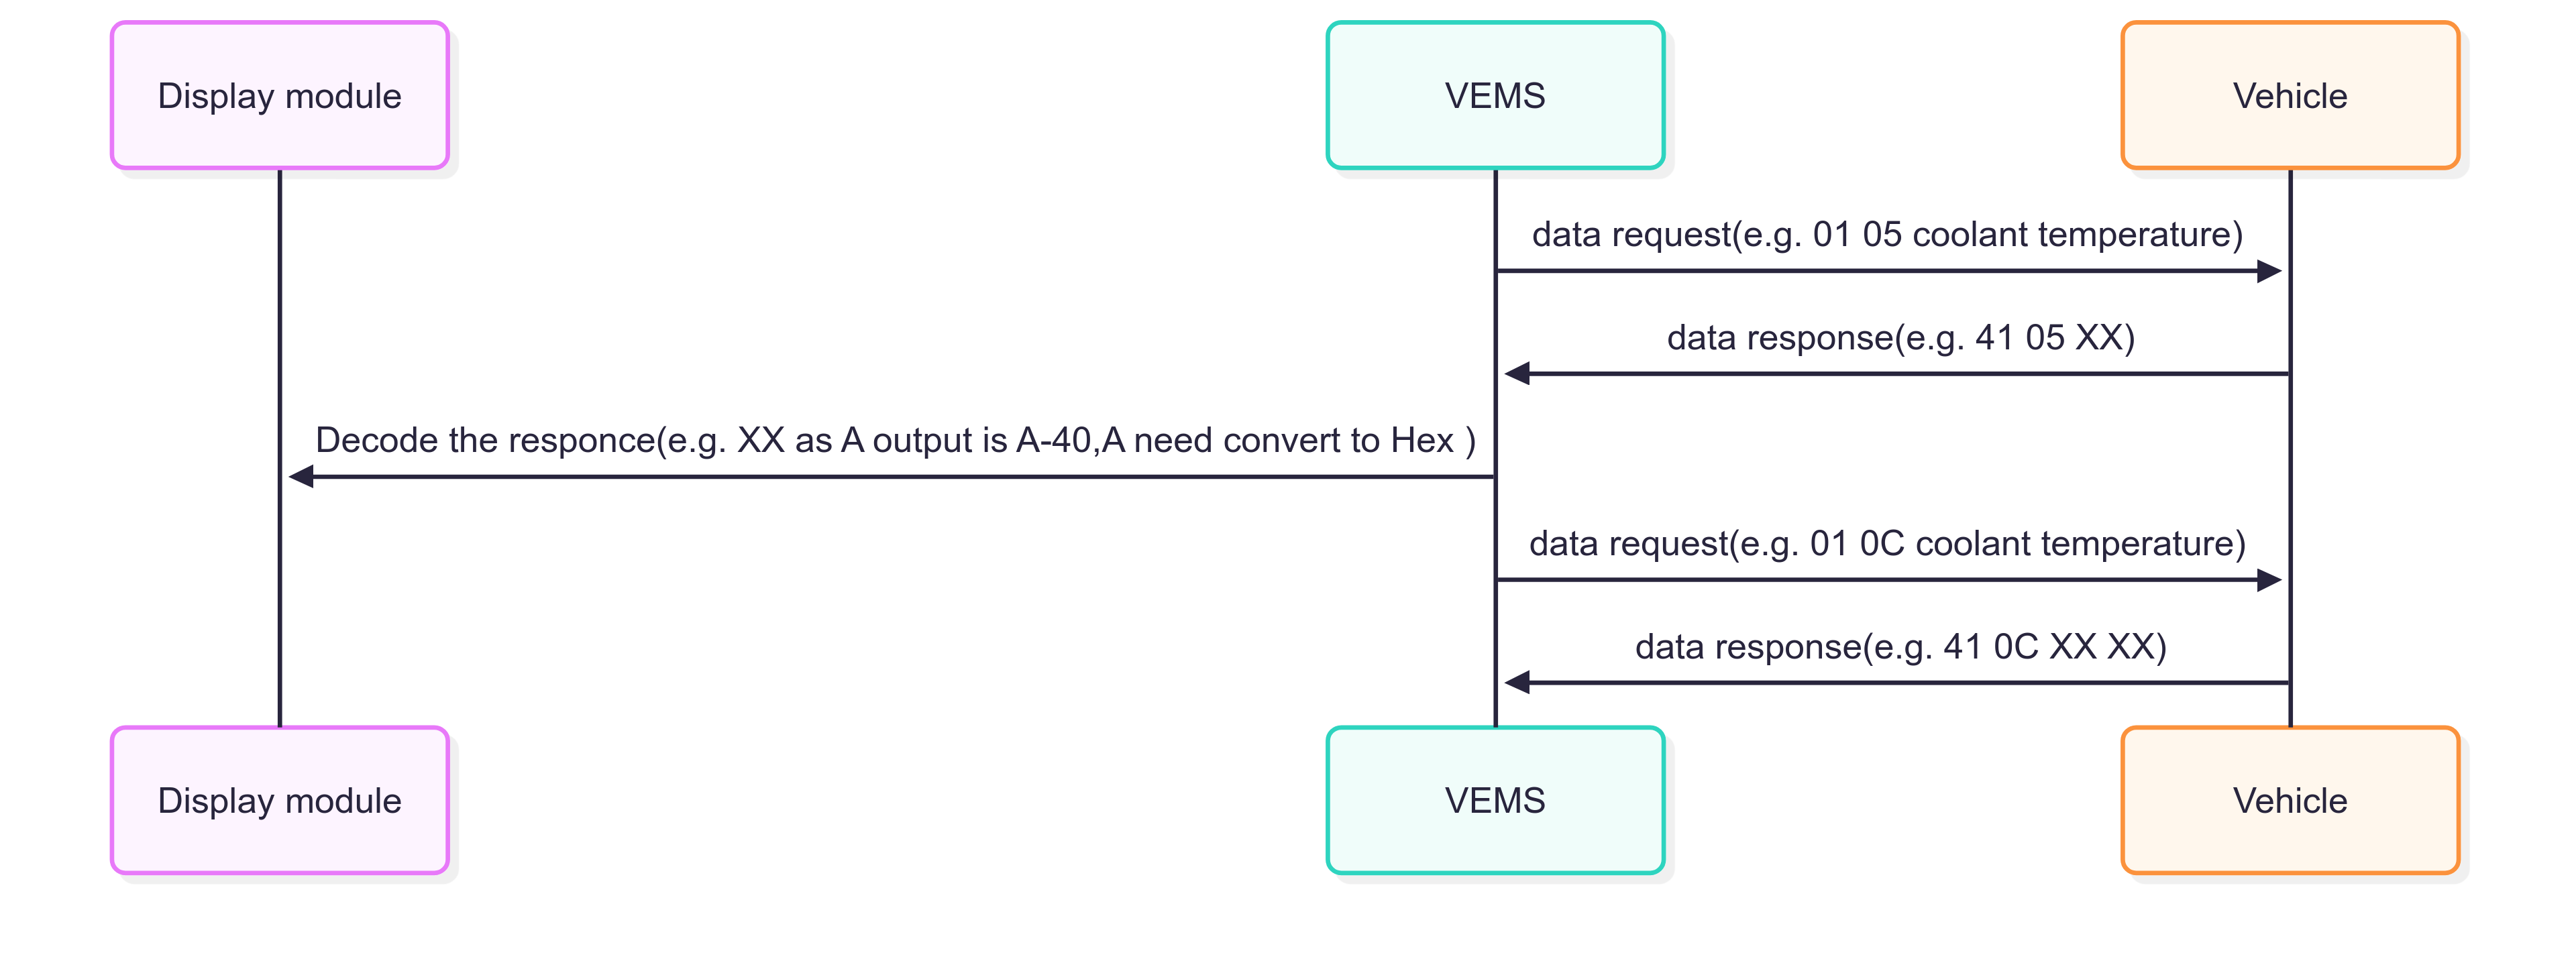 Display module
VEMS
Vehicle
data request(e.g. 01 05 coolant temperature)
data response(e.g. 41 05 XX)
Decode the responce(e.g. XX as A output is A-40,A need convert to Hex )
data request(e.g. 01 0C coolant temperature)
data response(e.g. 41 0C XX XX)
Display module
VEMS
Vehicle